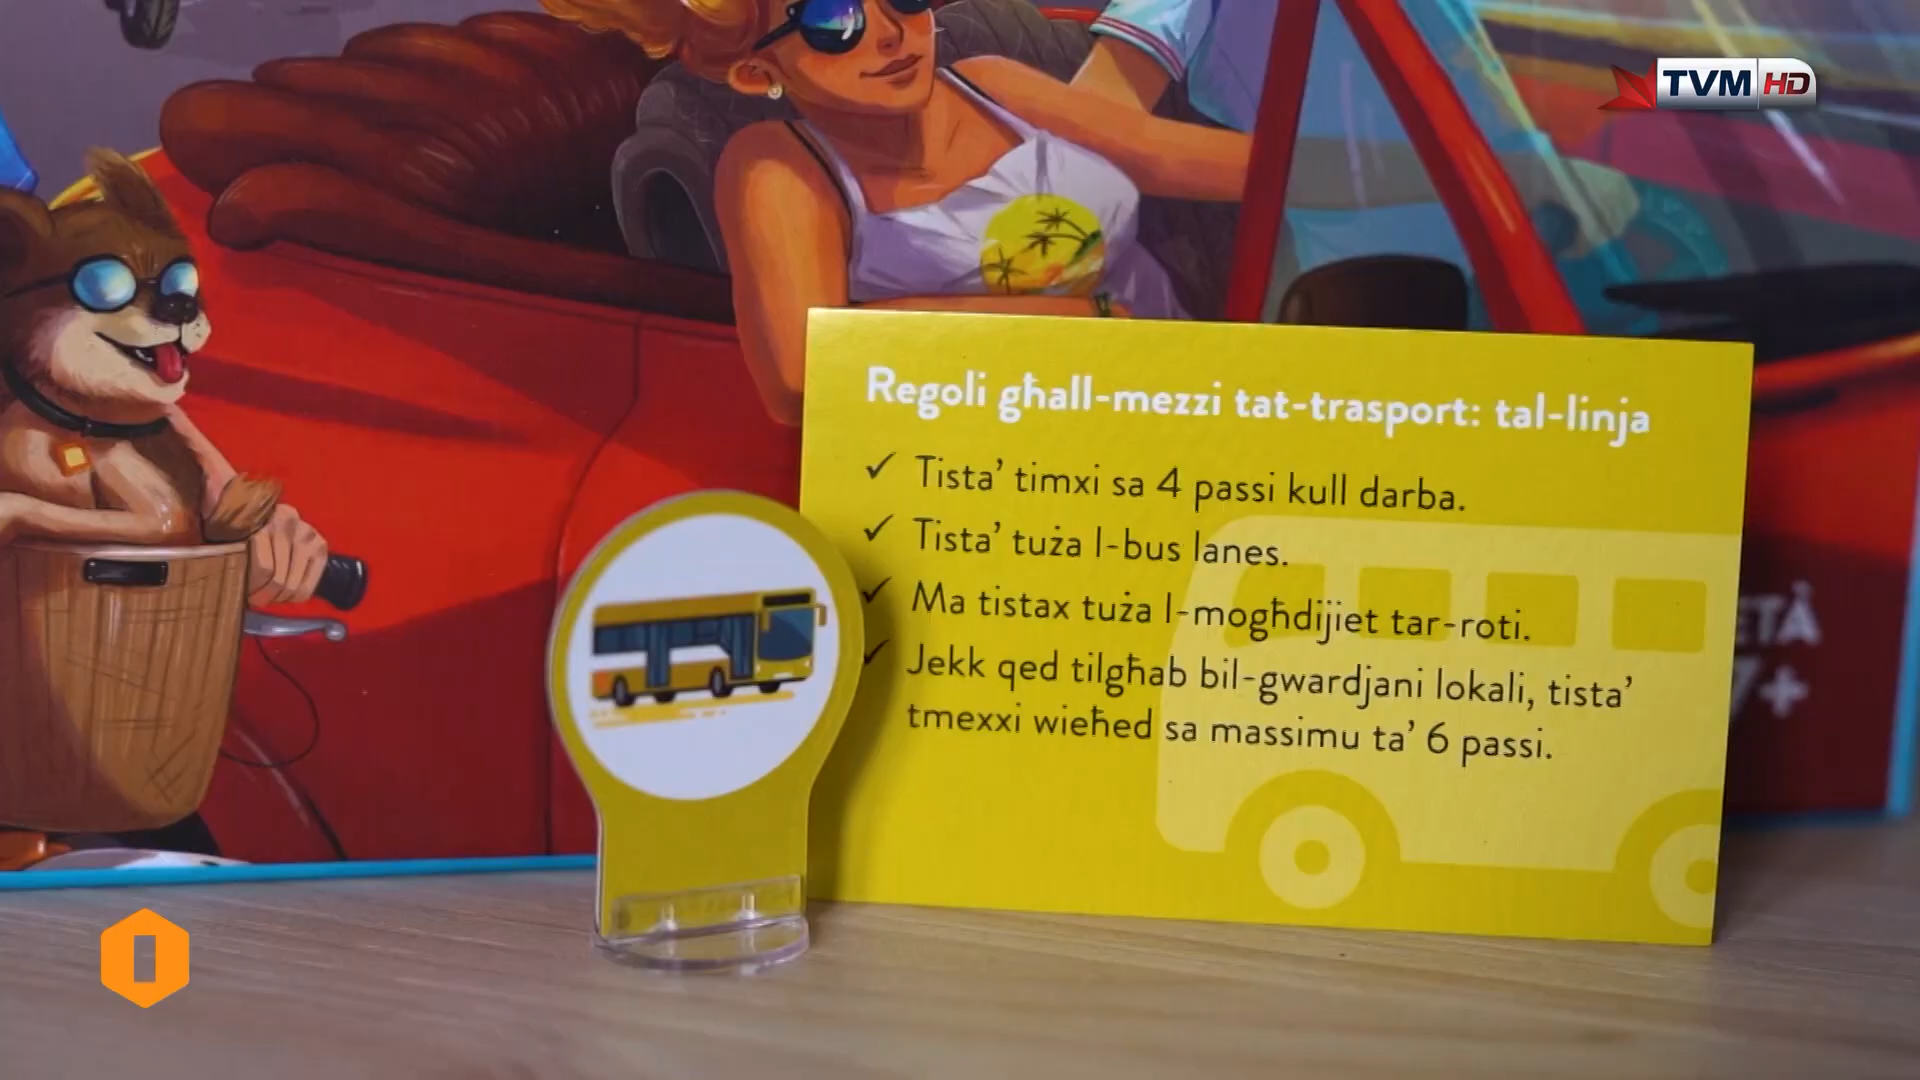 TVM HD
Regoli għall-mezzi tat-trasport: tal-linja
✓ Tista' timxi sa 4 passi kull darba.
✓ Tista' tuża l-bus lanes.
✓ Ma tistax tuża l-mogħdijiet tar-roti.
✓ Jekk qed tilgħab bil-gwardjani lokali, tista'
tmexxi wieħed sa massimu ta' 6 passi.
ETÀ
7+